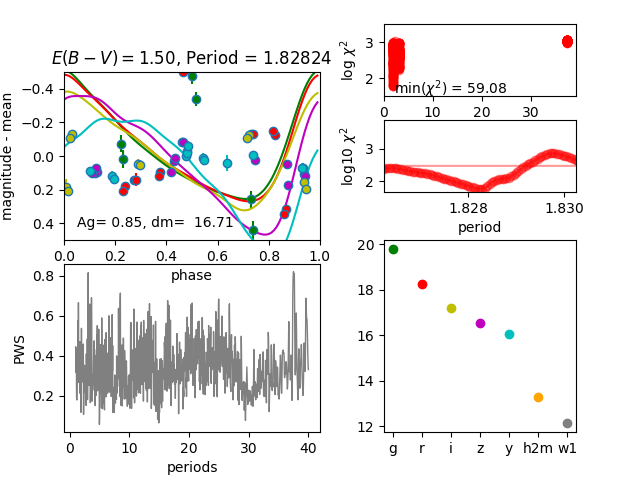 E(B − V) = 1.50, Period = 1.82824
magnitude - mean
−0.4
−0.2
0.0
0.2
0.4
Ag= 0.85, dm=  16.71
0.0 0.2 0.4 0.6 0.8 1.0
phase
log χ²
3
2
min(χ²) = 59.08
0 10 20 30
log10 χ²
3
2
1.828 1.830
period
PWS
0.8
0.6
0.4
0.2
0 10 20 30 40
periods
20
18
16
14
12
g r i z y h2m w1